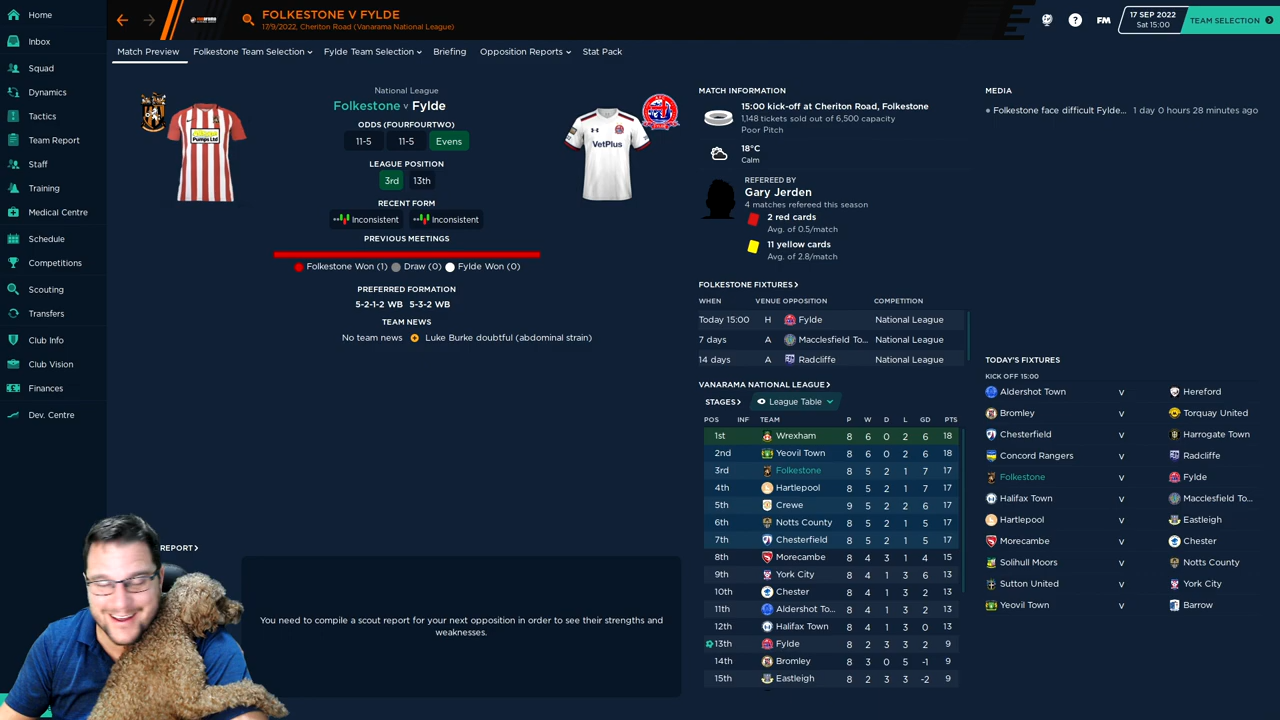 Home
Inbox
Squad
Dynamics
Tactics
Team Report
Staff
Training
Medical Centre
Schedule
Competitions
Scouting
Transfers
Club Info
Club Vision
Finances
Dev. Centre
FOLKESTONE V FYLDE
17/9/2022, Cheriton Road (Vanarama National League)
FM
17 SEP 2022
Sat 15:00
TEAM SELECTION
Match Preview Folkestone Team Selection Fylde Team Selection Briefing Opposition Reports Stat Pack
National League
Folkestone v Fylde
ODDS (FOURFOURTWO)
11-5 11-5 Evens
LEAGUE POSITION
3rd 13th
RECENT FORM
Inconsistent Inconsistent
PREVIOUS MEETINGS
Folkestone Won (1) Draw (0) Fylde Won (0)
PREFERRED FORMATION
5-2-1-2 WB 5-3-2 WB
TEAM NEWS
No team news Luke Burke doubtful (abdominal strain)
Pumps Ltd
VetPlus
REPORT
You need to compile a scout report for your next opposition in order to see their strengths and
weaknesses.
MATCH INFORMATION
15:00 kick-off at Cheriton Road, Folkestone
1,148 tickets sold out of 6,500 capacity
Poor Pitch
18°C
Calm
REFEREED BY
Gary Jerden
4 matches refereed this season
2 red cards
Avg. of 0.5/match
11 yellow cards
Avg. of 2.8/match
FOLKESTONE FIXTURES
WHEN VENUE OPPOSITION COMPETITION
Today 15:00 H Fylde National League
7 days A Macclesfield To... National League
14 days A Radcliffe National League
VANARAMA NATIONAL LEAGUE
STAGES League Table
POS INF TEAM P W D L GD PTS
1st Wrexham 8 6 0 2 6 18
2nd Yeovil Town 8 6 0 2 6 18
3rd Folkestone 8 5 2 1 7 17
4th Hartlepool 8 5 2 1 7 17
5th Crewe 9 5 2 2 6 17
6th Notts County 8 5 2 1 5 17
7th Chesterfield 8 5 2 1 5 17
8th Morecambe 8 4 3 1 4 15
9th York City 8 4 1 3 6 13
10th Chester 8 4 1 3 2 13
11th Aldershot To... 8 4 1 3 2 13
12th Halifax Town 8 4 1 3 0 13
13th Fylde 8 2 3 3 2 9
14th Bromley 8 3 0 5 -1 9
15th Eastleigh 8 2 3 3 -2 9
MEDIA
Folkestone face difficult Fylde... 1 day 0 hours 28 minutes ago
TODAY'S FIXTURES
KICK OFF 15:00
Aldershot Town v Hereford
Bromley v Torquay United
Chesterfield v Harrogate Town
Concord Rangers v Radcliffe
Folkestone v Fylde
Halifax Town v Macclesfield To...
Hartlepool v Eastleigh
Morecambe v Chester
Solihull Moors v Notts County
Sutton United v York City
Yeovil Town v Barrow